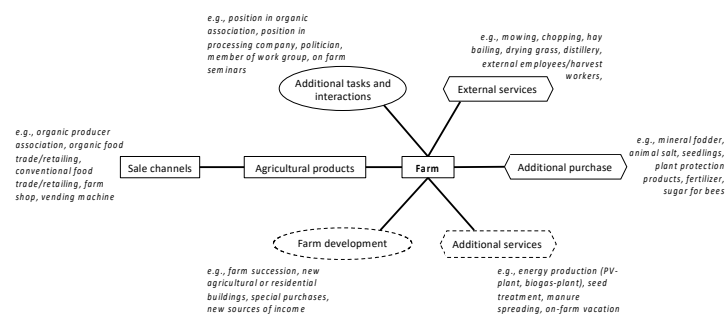 e.g., position in organic
association, position in
processing company, politician,
member of work group, on farm
seminars
e.g., mowing, chopping, hay
bailing, drying grass, distillery,
external employees/harvest
workers,
Additional tasks and
interactions
External services
e.g., organic producer
association, organic food
trade/retailing,
conventional food
trade/retailing, farm
shop, vending machine
Sale channels
Agricultural products
Farm
Additional purchase
e.g., mineral fodder,
animal salt, seedlings,
plant protection
products, fertilizer,
sugar for bees
Farm development
Additional services
e.g., farm succession, new
agricultural or residential
buildings, special purchases,
new sources of income
e.g., energy production (PV-
plant, biogas-plant), seed
treatment, manure
spreading, on-farm vacation